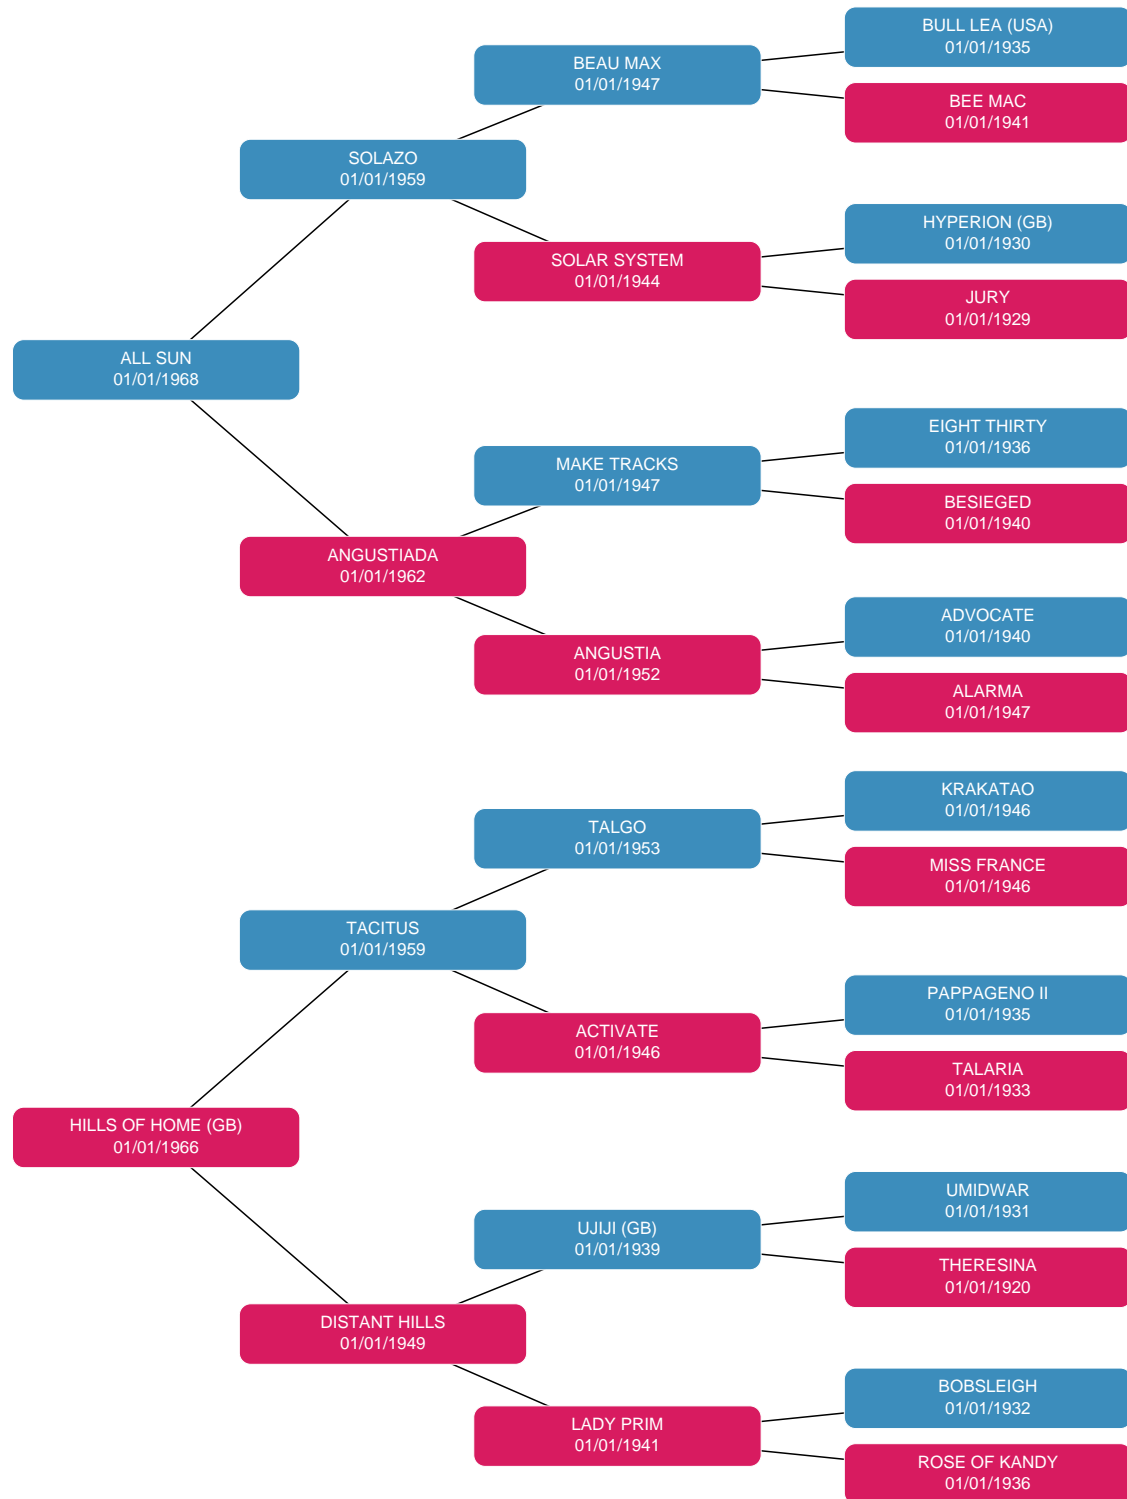 BULL LEA (USA)
01/01/1935
BEAU MAX
01/01/1947
BEE MAC
01/01/1941
SOLAZO
01/01/1959
HYPERION (GB)
01/01/1930
SOLAR SYSTEM
01/01/1944
JURY
01/01/1929
ALL SUN
01/01/1968
EIGHT THIRTY
01/01/1936
MAKE TRACKS
01/01/1947
BESIEGED
01/01/1940
ANGUSTIADA
01/01/1962
ADVOCATE
01/01/1940
ANGUSTIA
01/01/1952
ALARMA
01/01/1947
KRAKATAO
01/01/1946
TALGO
01/01/1953
MISS FRANCE
01/01/1946
TACITUS
01/01/1959
PAPPAGENO II
01/01/1935
ACTIVATE
01/01/1946
TALARIA
01/01/1933
HILLS OF HOME (GB)
01/01/1966
UMIDWAR
01/01/1931
UJIJI (GB)
01/01/1939
THERESINA
01/01/1920
DISTANT HILLS
01/01/1949
BOBSLEIGH
01/01/1932
LADY PRIM
01/01/1941
ROSE OF KANDY
01/01/1936